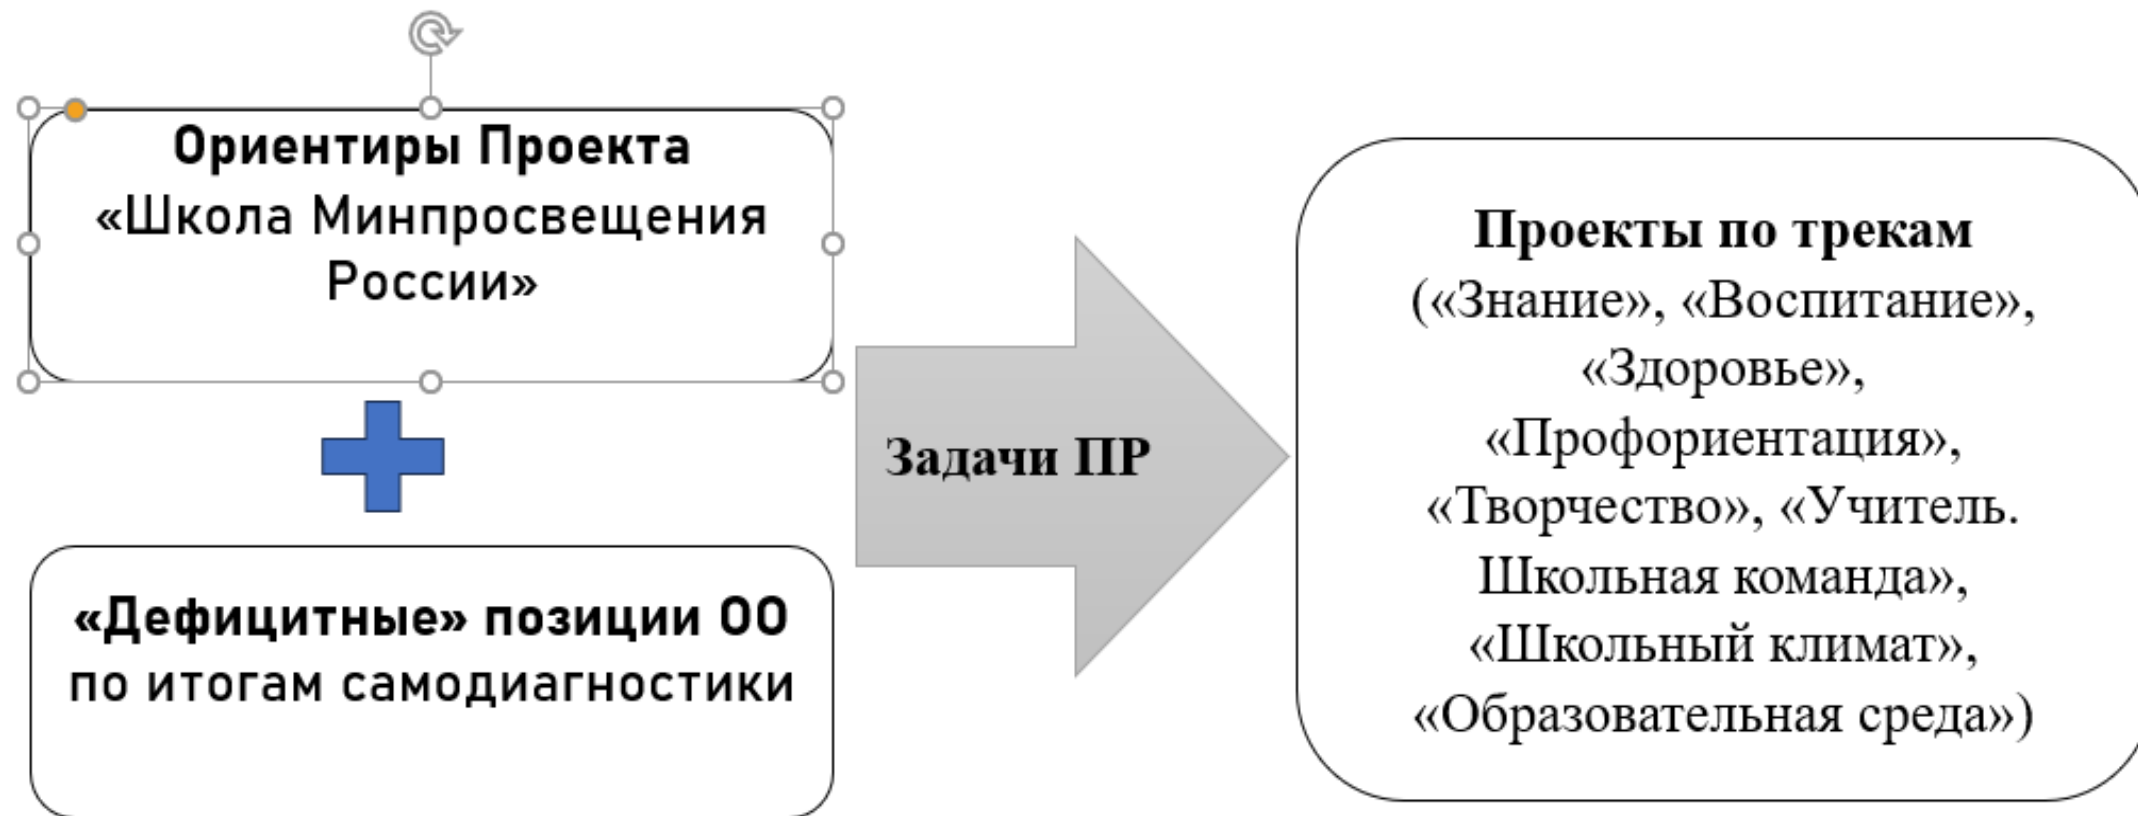 Ориентиры Проекта
«Школа Минпросвещения
России»
«Дефицитные» позиции ОО
по итогам самодиагностики
Задачи ПР
Проекты по трекам
(«Знание», «Воспитание»,
«Здоровье»,
«Профориентация»,
«Творчество», «Учитель.
Школьная команда»,
«Школьный климат»,
«Образовательная среда»)